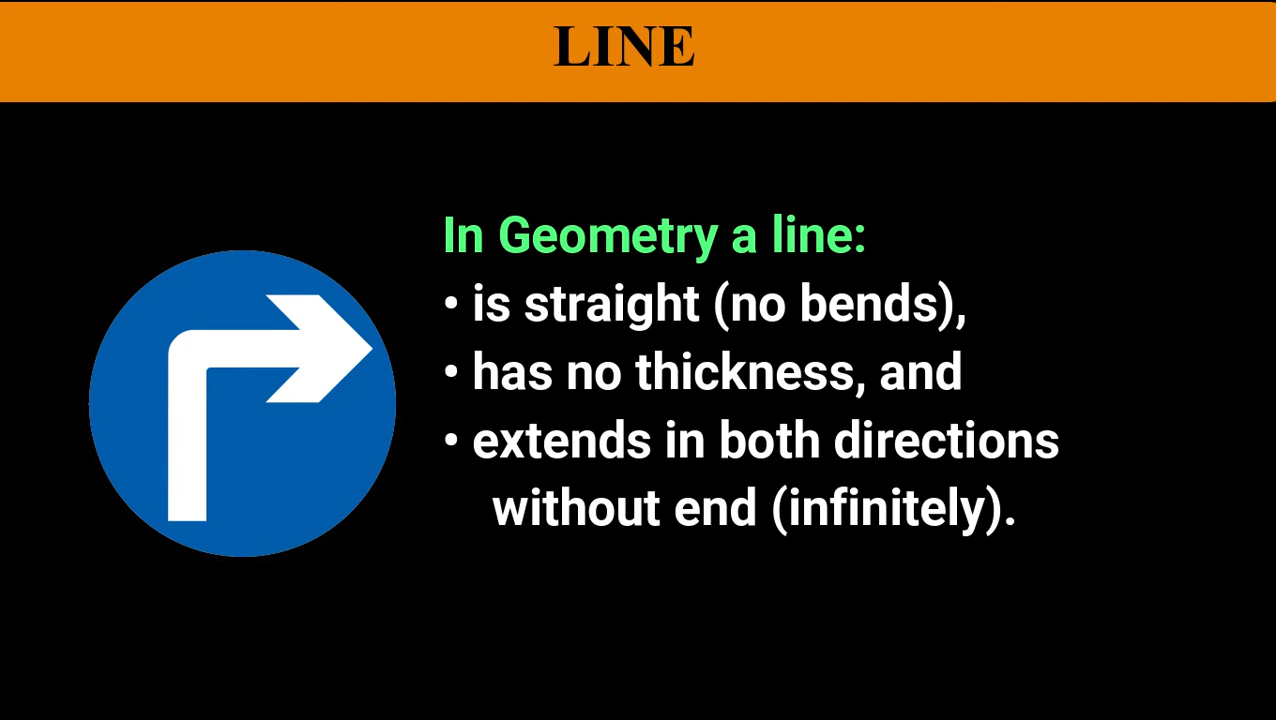 LINE
In Geometry a line:
• is straight (no bends),
• has no thickness, and
• extends in both directions
without end (infinitely).